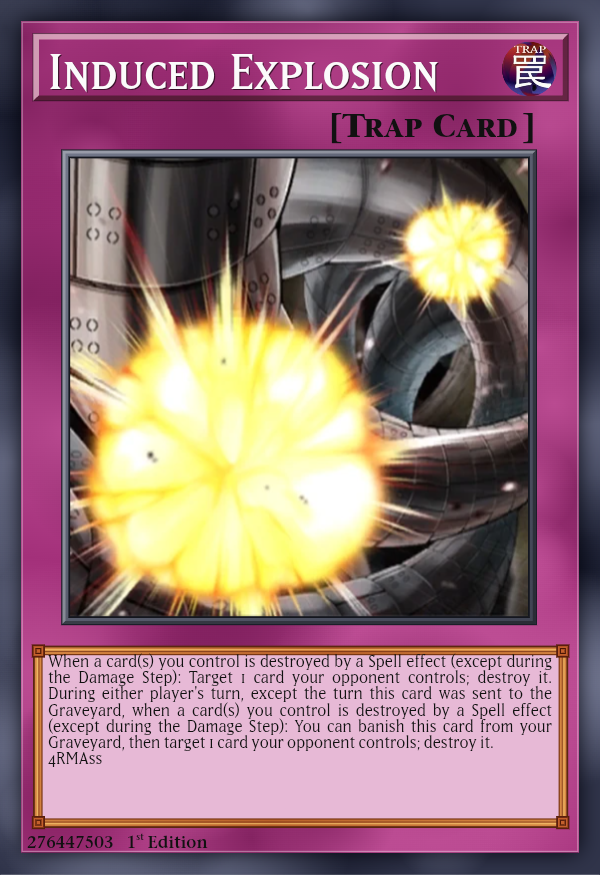 Induced Explosion
TRAP
罠
[Trap Card]
When a card(s) you control is destroyed by a Spell effect (except during
the Damage Step): Target 1 card your opponent controls; destroy it.
During either player's turn, except the turn this card was sent to the
Graveyard, when a card(s) you control is destroyed by a Spell effect
(except during the Damage Step): You can banish this card from your
Graveyard, then target 1 card your opponent controls; destroy it.
4RMAss
276447503 1st Edition